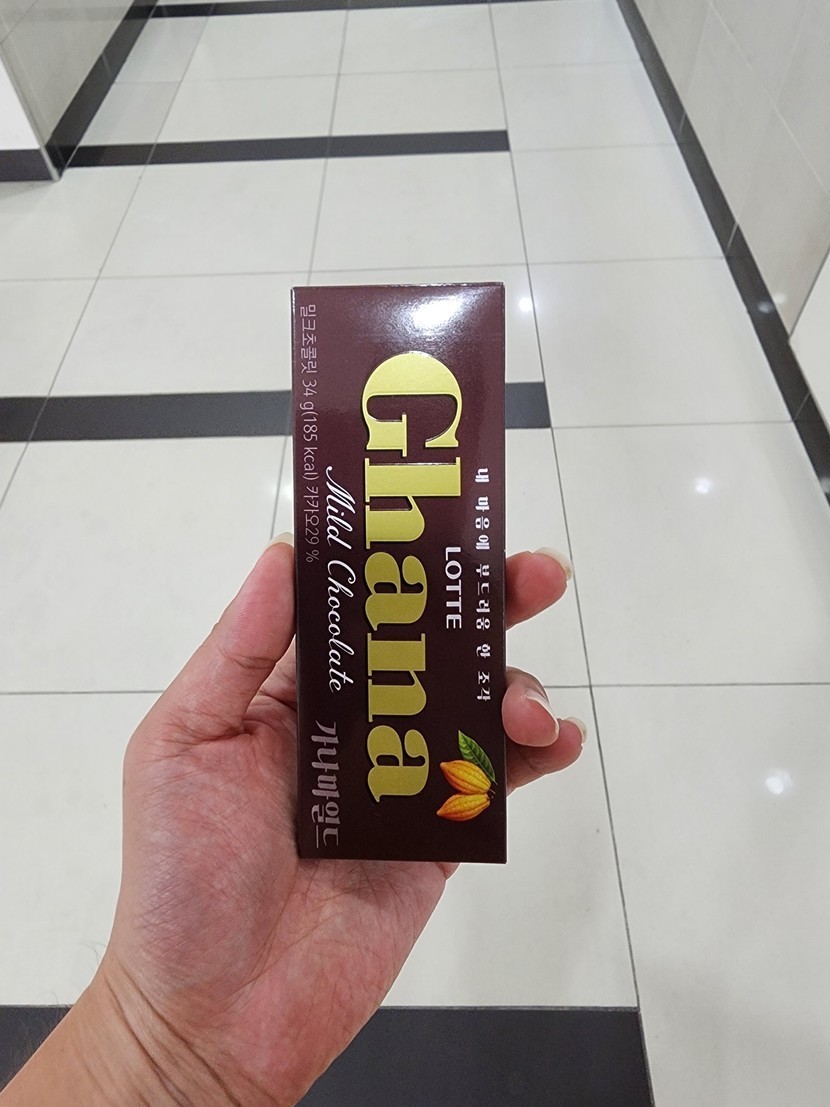 내 마음에 부드러움 한 조각
LOTTE
Ghana
Mild Chocolate
가나마일드
밀크초콜릿 34 g(185 kcal) 카카오29 %